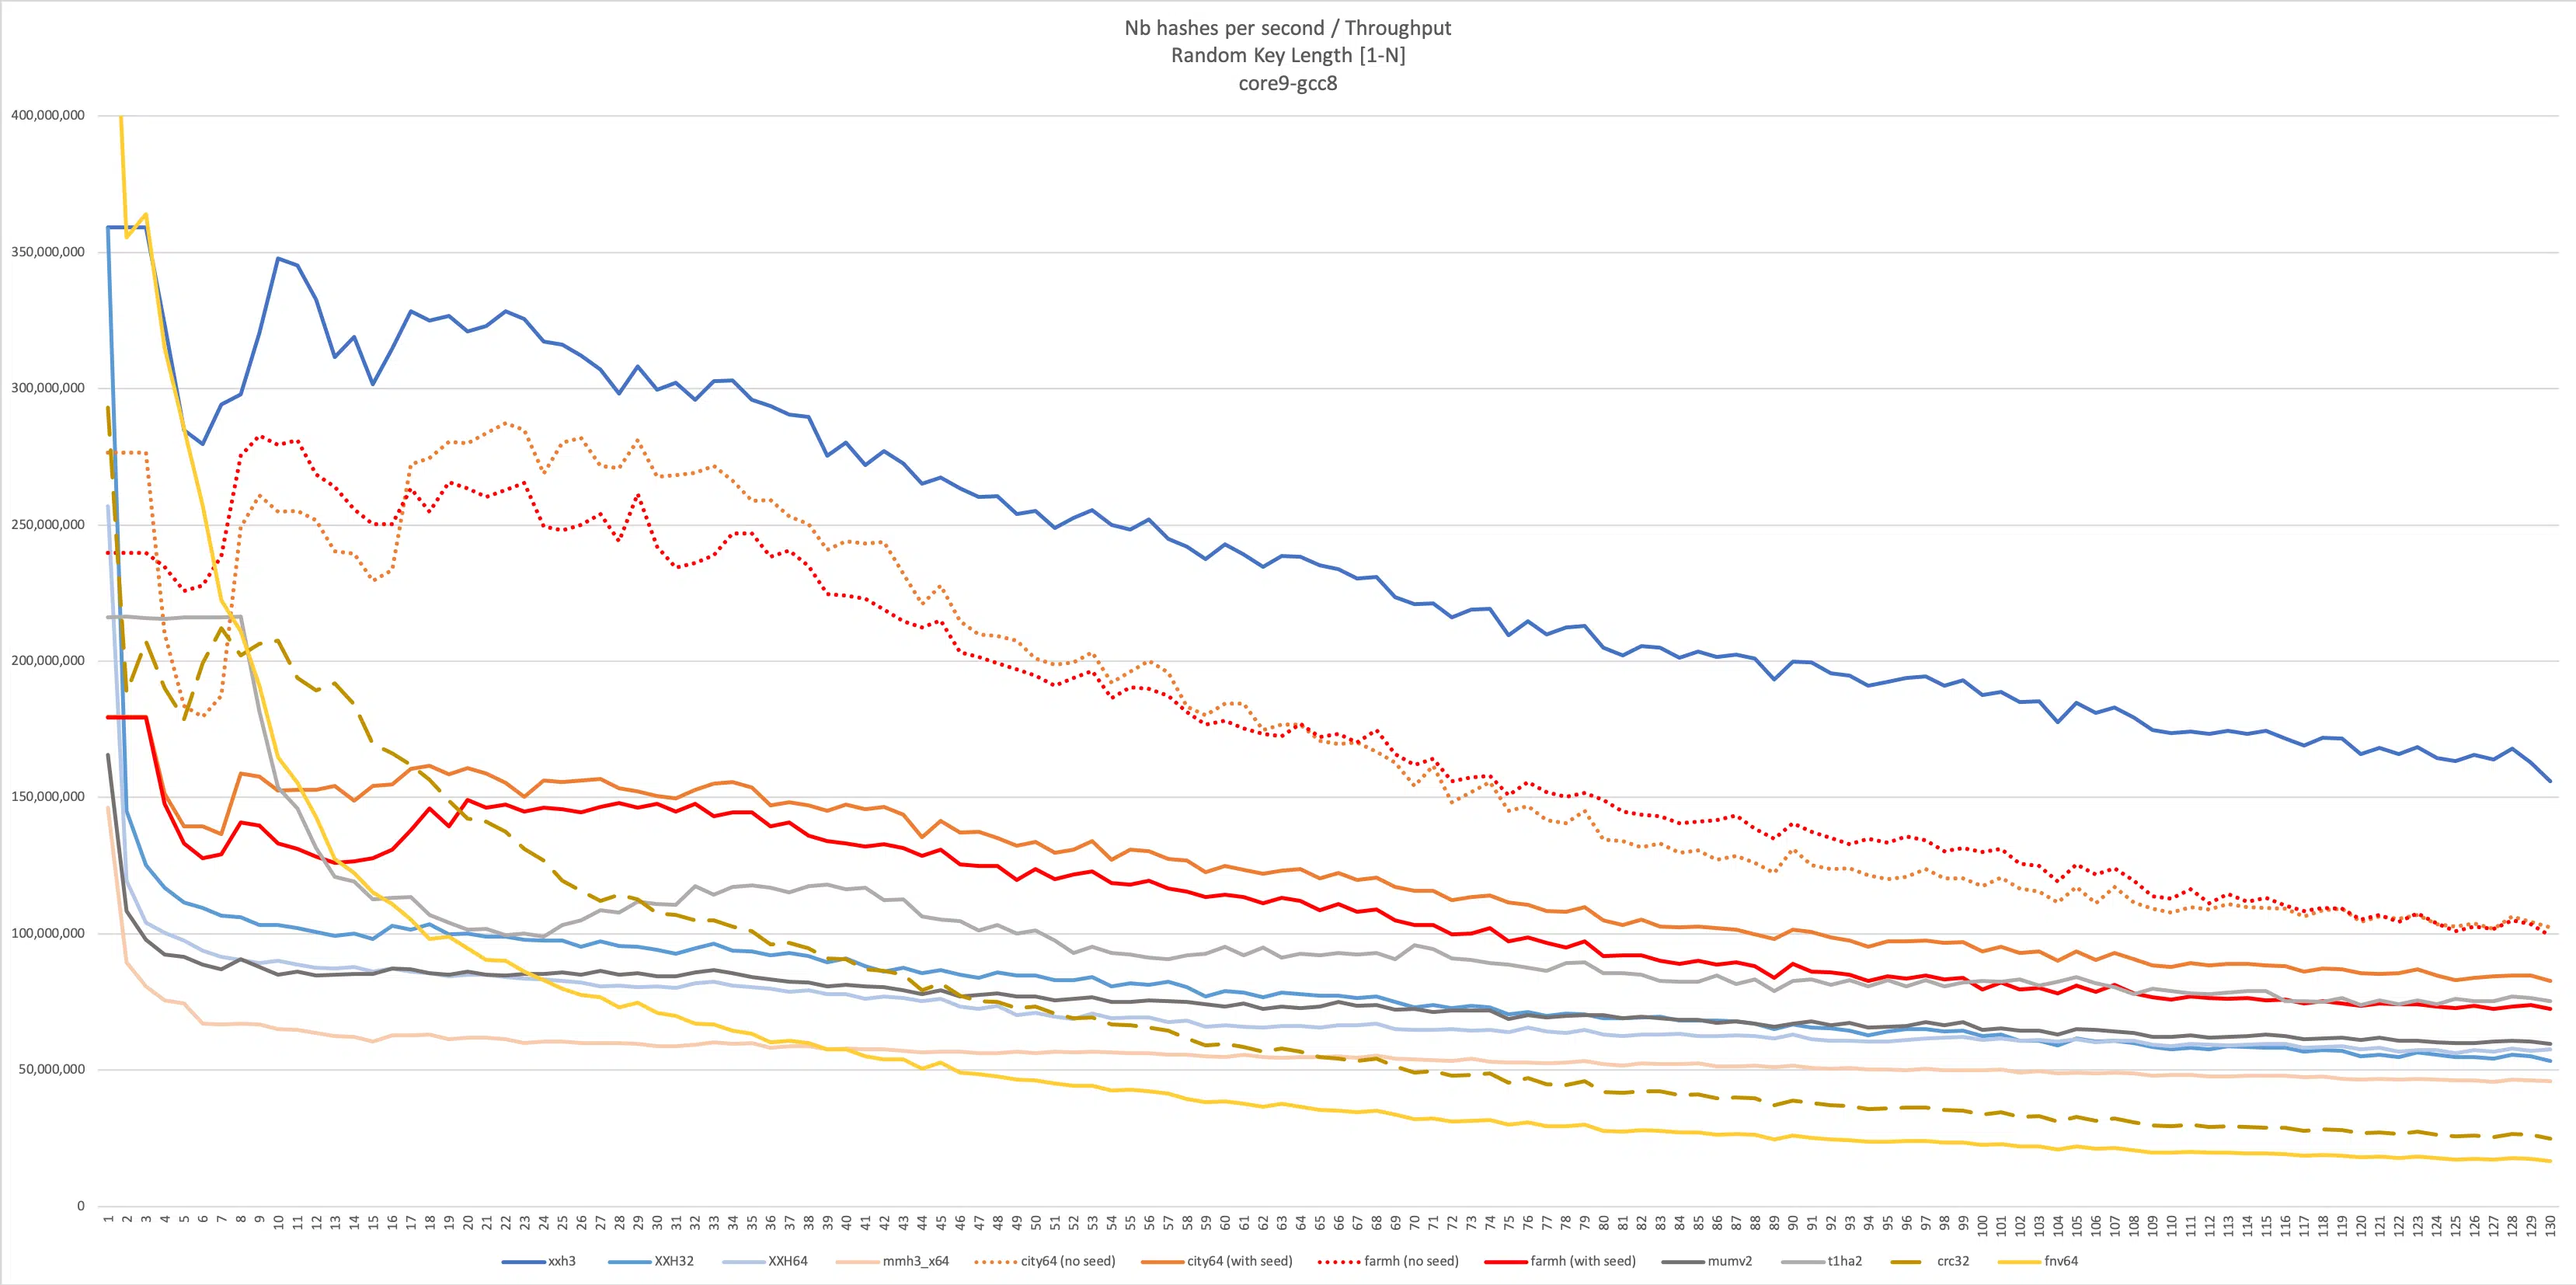 Nb hashes per second / Throughput
Random Key Length [1-N]
core9-gcc8
400,000,000
350,000,000
300,000,000
250,000,000
200,000,000
150,000,000
100,000,000
50,000,000
0
1 2 3 4 5 6 7 8 9 10 11 12 13 14 15 16 17 18 19 20 21 22 23 24 25 26 27 28 29 30 31 32 33 34 35 36 37 38 39 40 41 42 43 44 45 46 47 48 49 50 51 52 53 54 55 56 57 58 59 60 61 62 63 64 65 66 67 68 69 70 71 72 73 74 75 76 77 78 79 80 81 82 83 84 85 86 87 88 89 90 91 92 93 94 95 96 97 98 99 100 101 102 103 104 105 106 107 108 109 110 111 112 113 114 115 116 117 118 119 120 121 122 123 124 125 126 127 128 129 130
xxh3 XXH32 XXH64 mmh3_x64 city64 (no seed) city64 (with seed) farmh (no seed) farmh (with seed) mumv2 t1ha2 crc32 fnv64